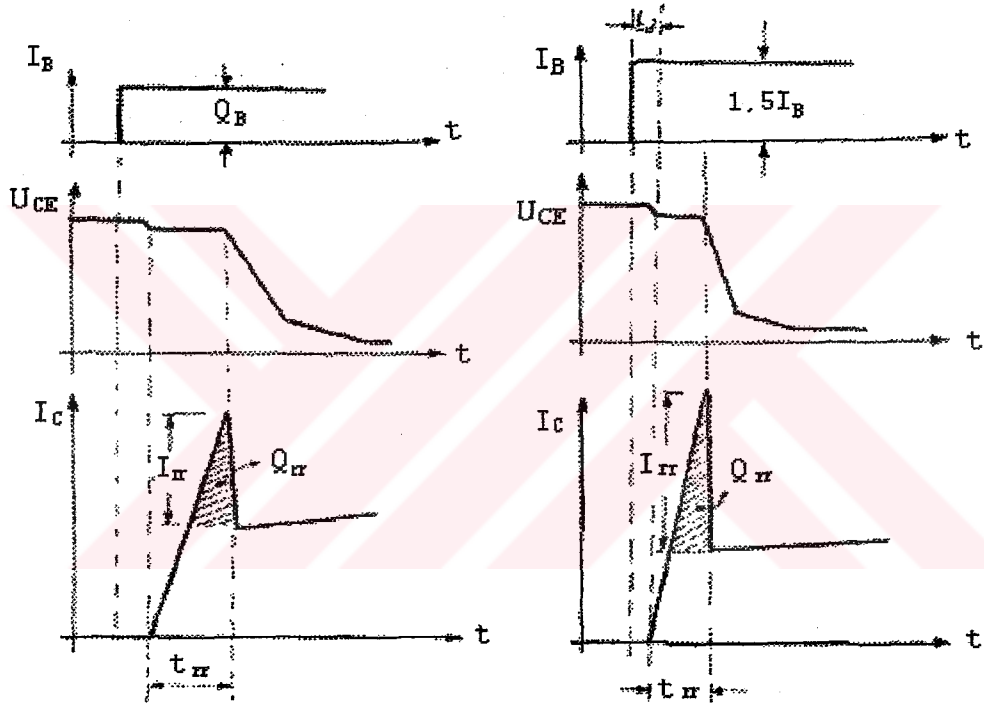 I_B
Q_B
t
U_CE
t
I_C
I_rr
Q_rr
t
t_rr
I_B
1,5I_B
t
U_CE
t
I_C
I_rr
Q_rr
t
t_rr